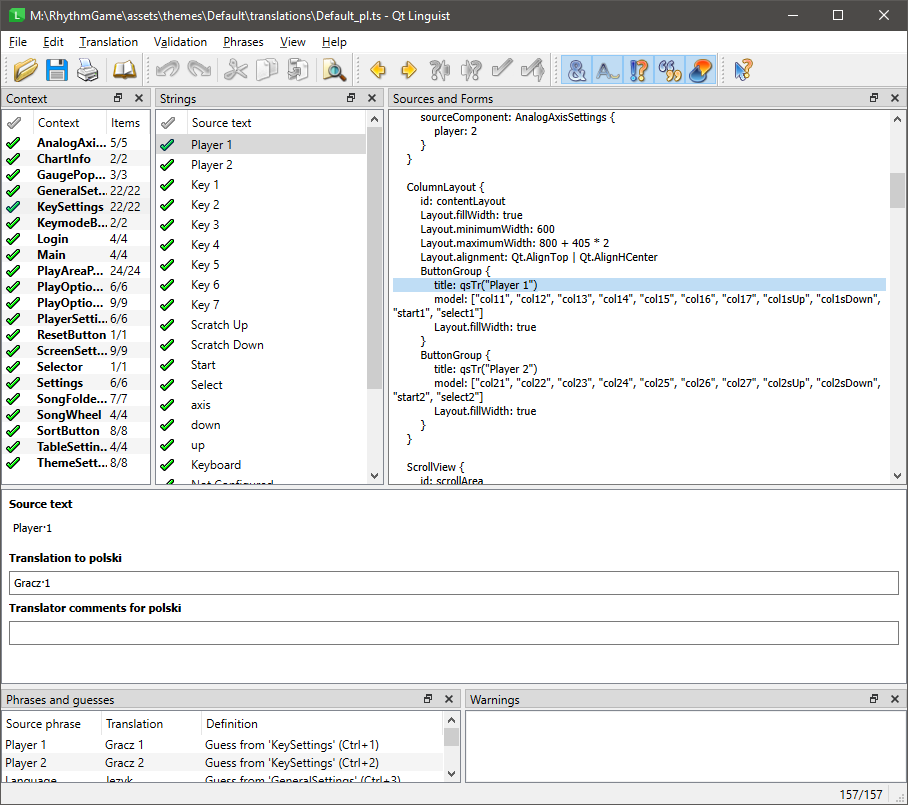 M:\RhythmGame\assets\themes\Default\translations\Default_pl.ts - Qt Linguist
File Edit Translation Validation Phrases View Help
Context
Context Items
AnalogAxi... 5/5
ChartInfo 2/2
GaugePop... 3/3
GeneralSet... 22/22
KeySettings 22/22
KeymodeB... 2/2
Login 4/4
Main 4/4
PlayAreaP... 24/24
PlayOptio... 6/6
PlayOptio... 9/9
PlayerSetti... 6/6
ResetButton 1/1
ScreenSett... 9/9
Selector 1/1
Settings 6/6
SongFolde... 7/7
SongWheel 4/4
SortButton 8/8
TableSettin... 4/4
ThemeSett... 8/8
Strings
Source text
Player 1
Player 2
Key 1
Key 2
Key 3
Key 4
Key 5
Key 6
Key 7
Scratch Up
Scratch Down
Start
Select
axis
down
up
Keyboard
Not Configured
Sources and Forms
sourceComponent: AnalogAxisSettings {
player: 2
}
}
ColumnLayout {
id: contentLayout
Layout.fillWidth: true
Layout.minimumWidth: 600
Layout.maximumWidth: 800 + 405 * 2
Layout.alignment: Qt.AlignTop | Qt.AlignHCenter
ButtonGroup {
title: qsTr("Player 1")
model: ["col11", "col12", "col13", "col14", "col15", "col16", "col17", "col1sUp", "col1sDown",
"start1", "select1"]
Layout.fillWidth: true
}
ButtonGroup {
title: qsTr("Player 2")
model: ["col21", "col22", "col23", "col24", "col25", "col26", "col27", "col2sUp", "col2sDown",
"start2", "select2"]
Layout.fillWidth: true
}
}
ScrollView {
id: scrollArea
Source text
Player·1
Translation to polski
Gracz·1
Translator comments for polski
Phrases and guesses
Source phrase Translation Definition
Player 1 Gracz 1 Guess from 'KeySettings' (Ctrl+1)
Player 2 Gracz 2 Guess from 'KeySettings' (Ctrl+2)
Language Język Guess from 'GeneralSettings' (Ctrl+3)
Warnings
157/157